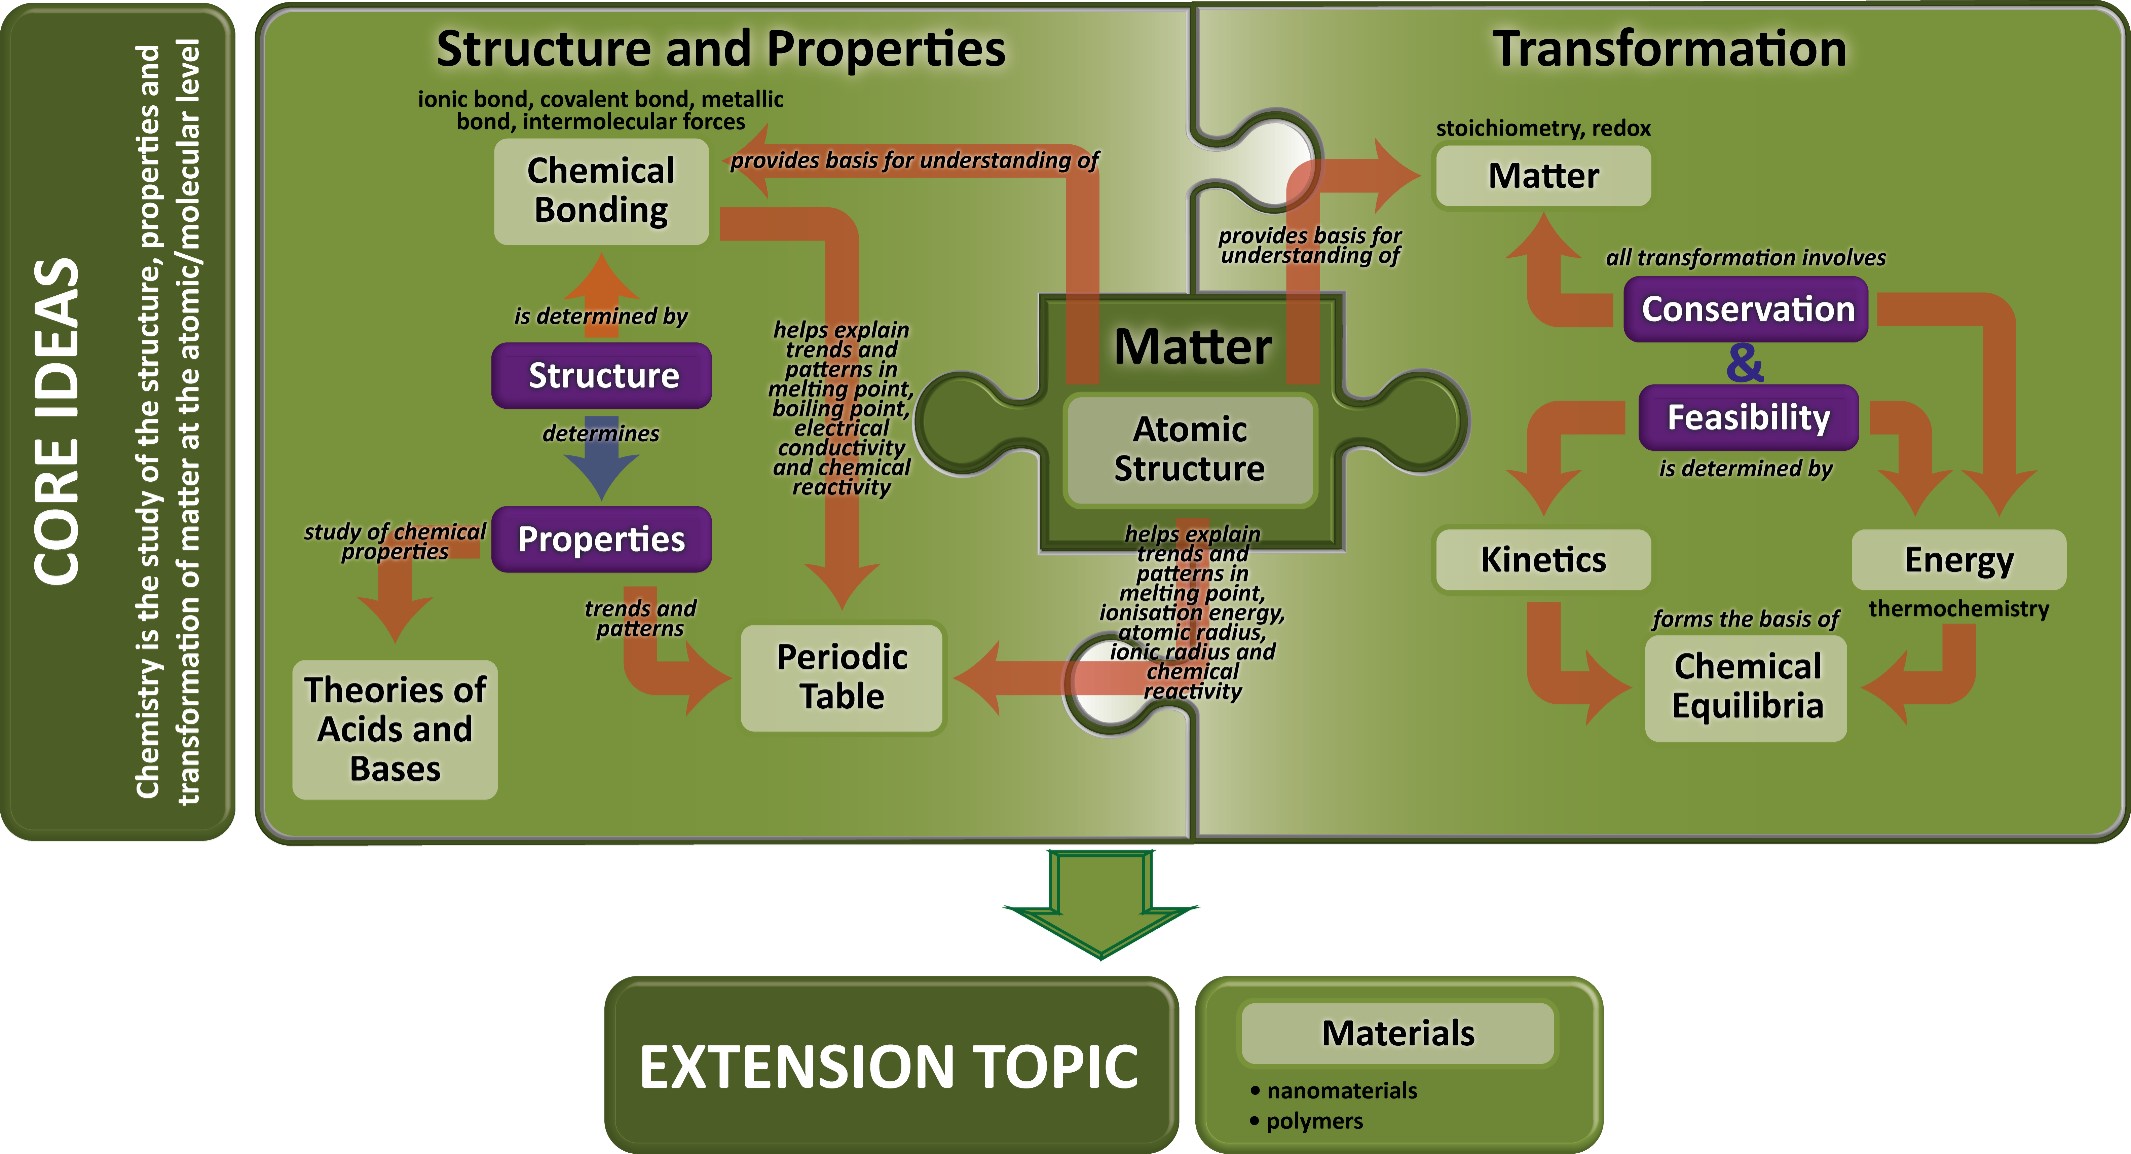 CORE IDEAS
Chemistry is the study of the structure, properties and
transformation of matter at the atomic/molecular level
Structure and Properties
ionic bond, covalent bond, metallic
bond, intermolecular forces
Chemical
Bonding
provides basis for understanding of
is determined by
Structure
determines
Properties
study of chemical
properties
Theories of
Acids and
Bases
trends and
patterns
helps explain
trends and
patterns in
melting point,
boiling point,
electrical
conductivity
and chemical
reactivity
Periodic
Table
Matter
Atomic
Structure
helps explain
trends and
patterns in
melting point,
ionisation energy,
atomic radius,
ionic radius and
chemical
reactivity
Transformation
provides basis for
understanding of
stoichiometry, redox
Matter
all transformation involves
Conservation
&
Feasibility
is determined by
Kinetics
Energy
thermochemistry
forms the basis of
Chemical
Equilibria
EXTENSION TOPIC
Materials
• nanomaterials
• polymers